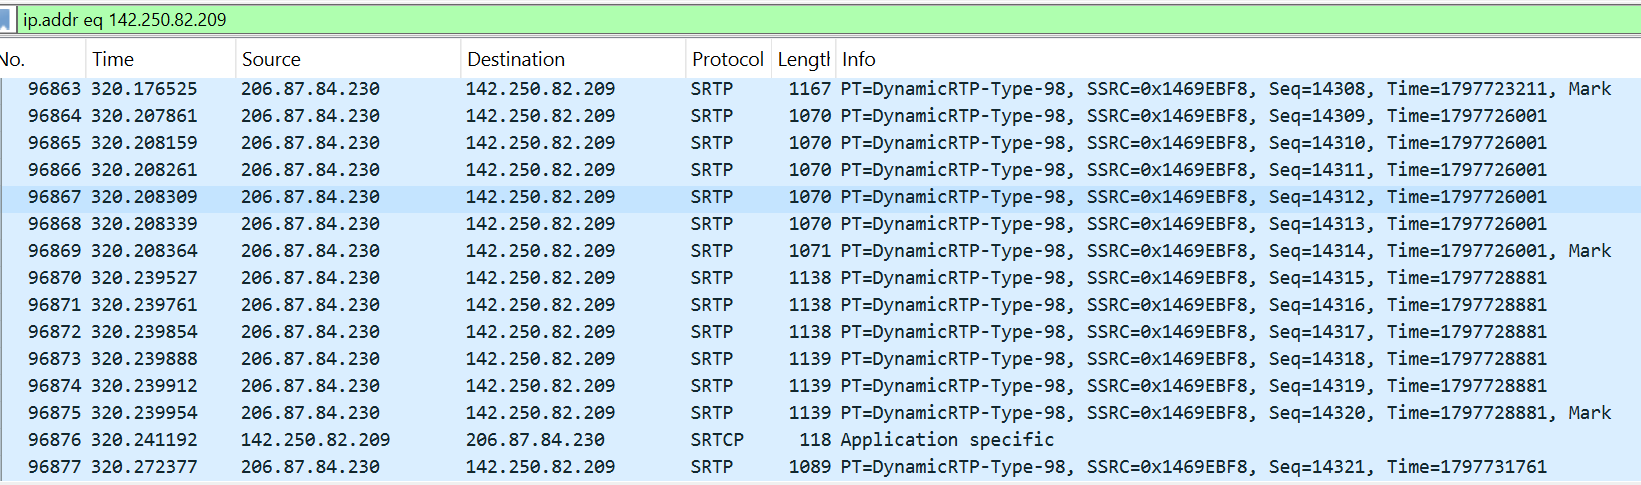 ip.addr eq 142.250.82.209
No. Time Source Destination Protocol Length Info
96863 320.176525 206.87.84.230 142.250.82.209 SRTP 1167 PT=DynamicRTP-Type-98, SSRC=0x1469EBF8, Seq=14308, Time=1797723211, Mark
96864 320.207861 206.87.84.230 142.250.82.209 SRTP 1070 PT=DynamicRTP-Type-98, SSRC=0x1469EBF8, Seq=14309, Time=1797726001
96865 320.208159 206.87.84.230 142.250.82.209 SRTP 1070 PT=DynamicRTP-Type-98, SSRC=0x1469EBF8, Seq=14310, Time=1797726001
96866 320.208261 206.87.84.230 142.250.82.209 SRTP 1070 PT=DynamicRTP-Type-98, SSRC=0x1469EBF8, Seq=14311, Time=1797726001
96867 320.208309 206.87.84.230 142.250.82.209 SRTP 1070 PT=DynamicRTP-Type-98, SSRC=0x1469EBF8, Seq=14312, Time=1797726001
96868 320.208339 206.87.84.230 142.250.82.209 SRTP 1070 PT=DynamicRTP-Type-98, SSRC=0x1469EBF8, Seq=14313, Time=1797726001
96869 320.208364 206.87.84.230 142.250.82.209 SRTP 1071 PT=DynamicRTP-Type-98, SSRC=0x1469EBF8, Seq=14314, Time=1797726001, Mark
96870 320.239527 206.87.84.230 142.250.82.209 SRTP 1138 PT=DynamicRTP-Type-98, SSRC=0x1469EBF8, Seq=14315, Time=1797728881
96871 320.239761 206.87.84.230 142.250.82.209 SRTP 1138 PT=DynamicRTP-Type-98, SSRC=0x1469EBF8, Seq=14316, Time=1797728881
96872 320.239854 206.87.84.230 142.250.82.209 SRTP 1138 PT=DynamicRTP-Type-98, SSRC=0x1469EBF8, Seq=14317, Time=1797728881
96873 320.239888 206.87.84.230 142.250.82.209 SRTP 1139 PT=DynamicRTP-Type-98, SSRC=0x1469EBF8, Seq=14318, Time=1797728881
96874 320.239912 206.87.84.230 142.250.82.209 SRTP 1139 PT=DynamicRTP-Type-98, SSRC=0x1469EBF8, Seq=14319, Time=1797728881
96875 320.239954 206.87.84.230 142.250.82.209 SRTP 1139 PT=DynamicRTP-Type-98, SSRC=0x1469EBF8, Seq=14320, Time=1797728881, Mark
96876 320.241192 142.250.82.209 206.87.84.230 SRTCP 118 Application specific
96877 320.272377 206.87.84.230 142.250.82.209 SRTP 1089 PT=DynamicRTP-Type-98, SSRC=0x1469EBF8, Seq=14321, Time=1797731761